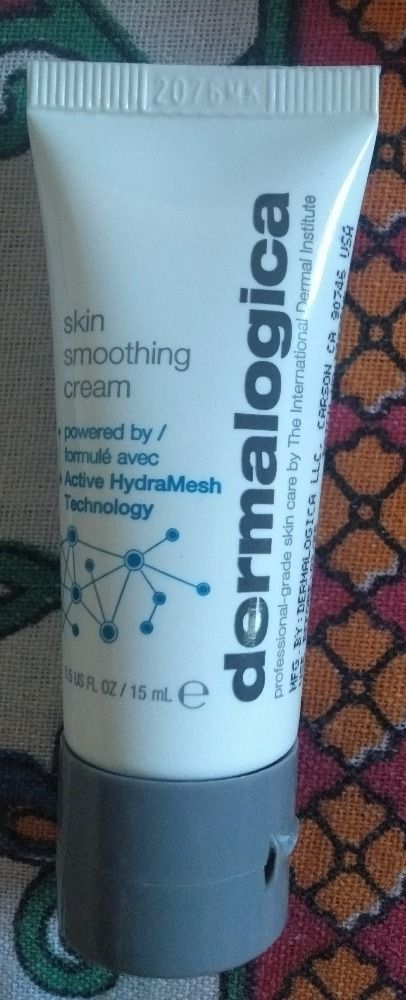 2076MK
skin
smoothing
cream
powered by /
formulé avec
Active HydraMesh
Technology
0.5 US FL OZ / 15 mL e
dermalogica
professional-grade skin care by The International Dermal Institute
MFG. BY:DERMALOGICA LLC, CARSON CA 90746 USA